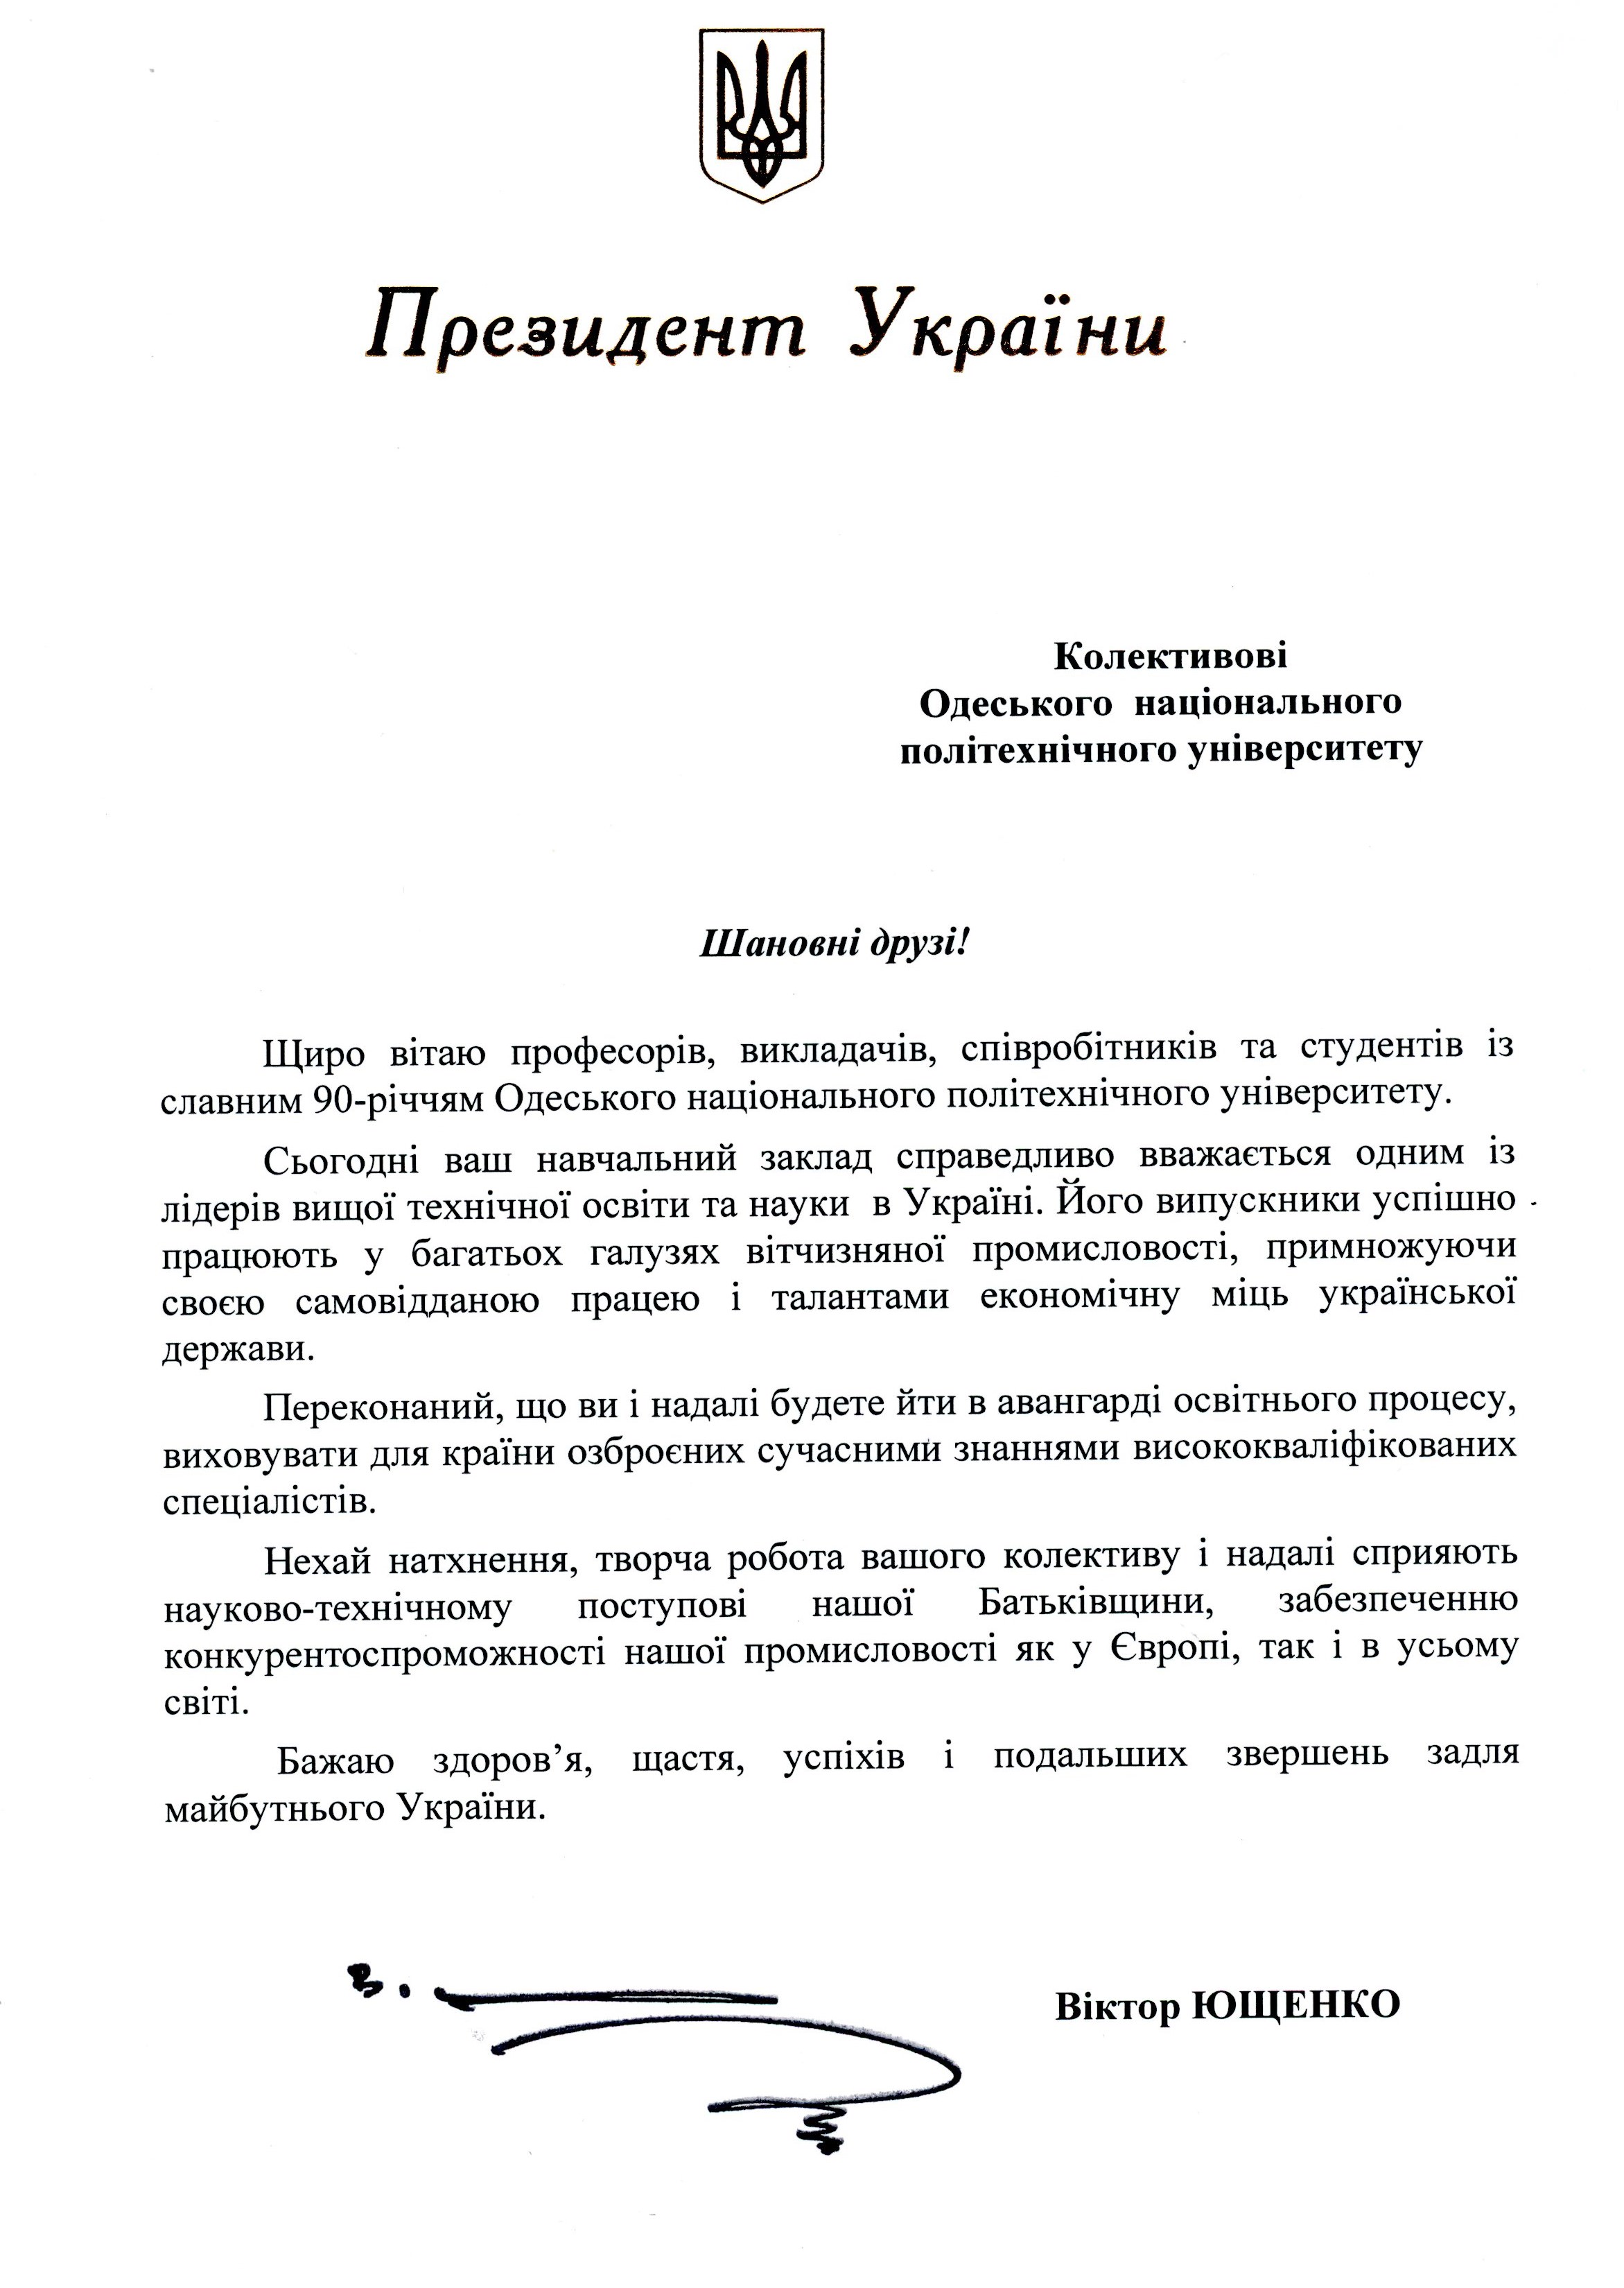 Президент України
Колективові
Одеського національного
політехнічного університету
Шановні друзі!
Щиро вітаю професорів, викладачів, співробітників та студентів із
славним 90-річчям Одеського національного політехнічного університету.
Сьогодні ваш навчальний заклад справедливо вважається одним із
лідерів вищої технічної освіти та науки в Україні. Його випускники успішно
працюють у багатьох галузях вітчизняної промисловості, примножуючи
своєю самовідданою працею і талантами економічну міць української
держави.
Переконаний, що ви і надалі будете йти в авангарді освітнього процесу,
виховувати для країни озброєних сучасними знаннями висококваліфікованих
спеціалістів.
Нехай натхнення, творча робота вашого колективу і надалі сприяють
науково-технічному поступові нашої Батьківщини, забезпеченню
конкурентоспроможності нашої промисловості як у Європі, так і в усьому
світі.
Бажаю здоров’я, щастя, успіхів і подальших звершень задля
майбутнього України.
Віктор ЮЩЕНКО